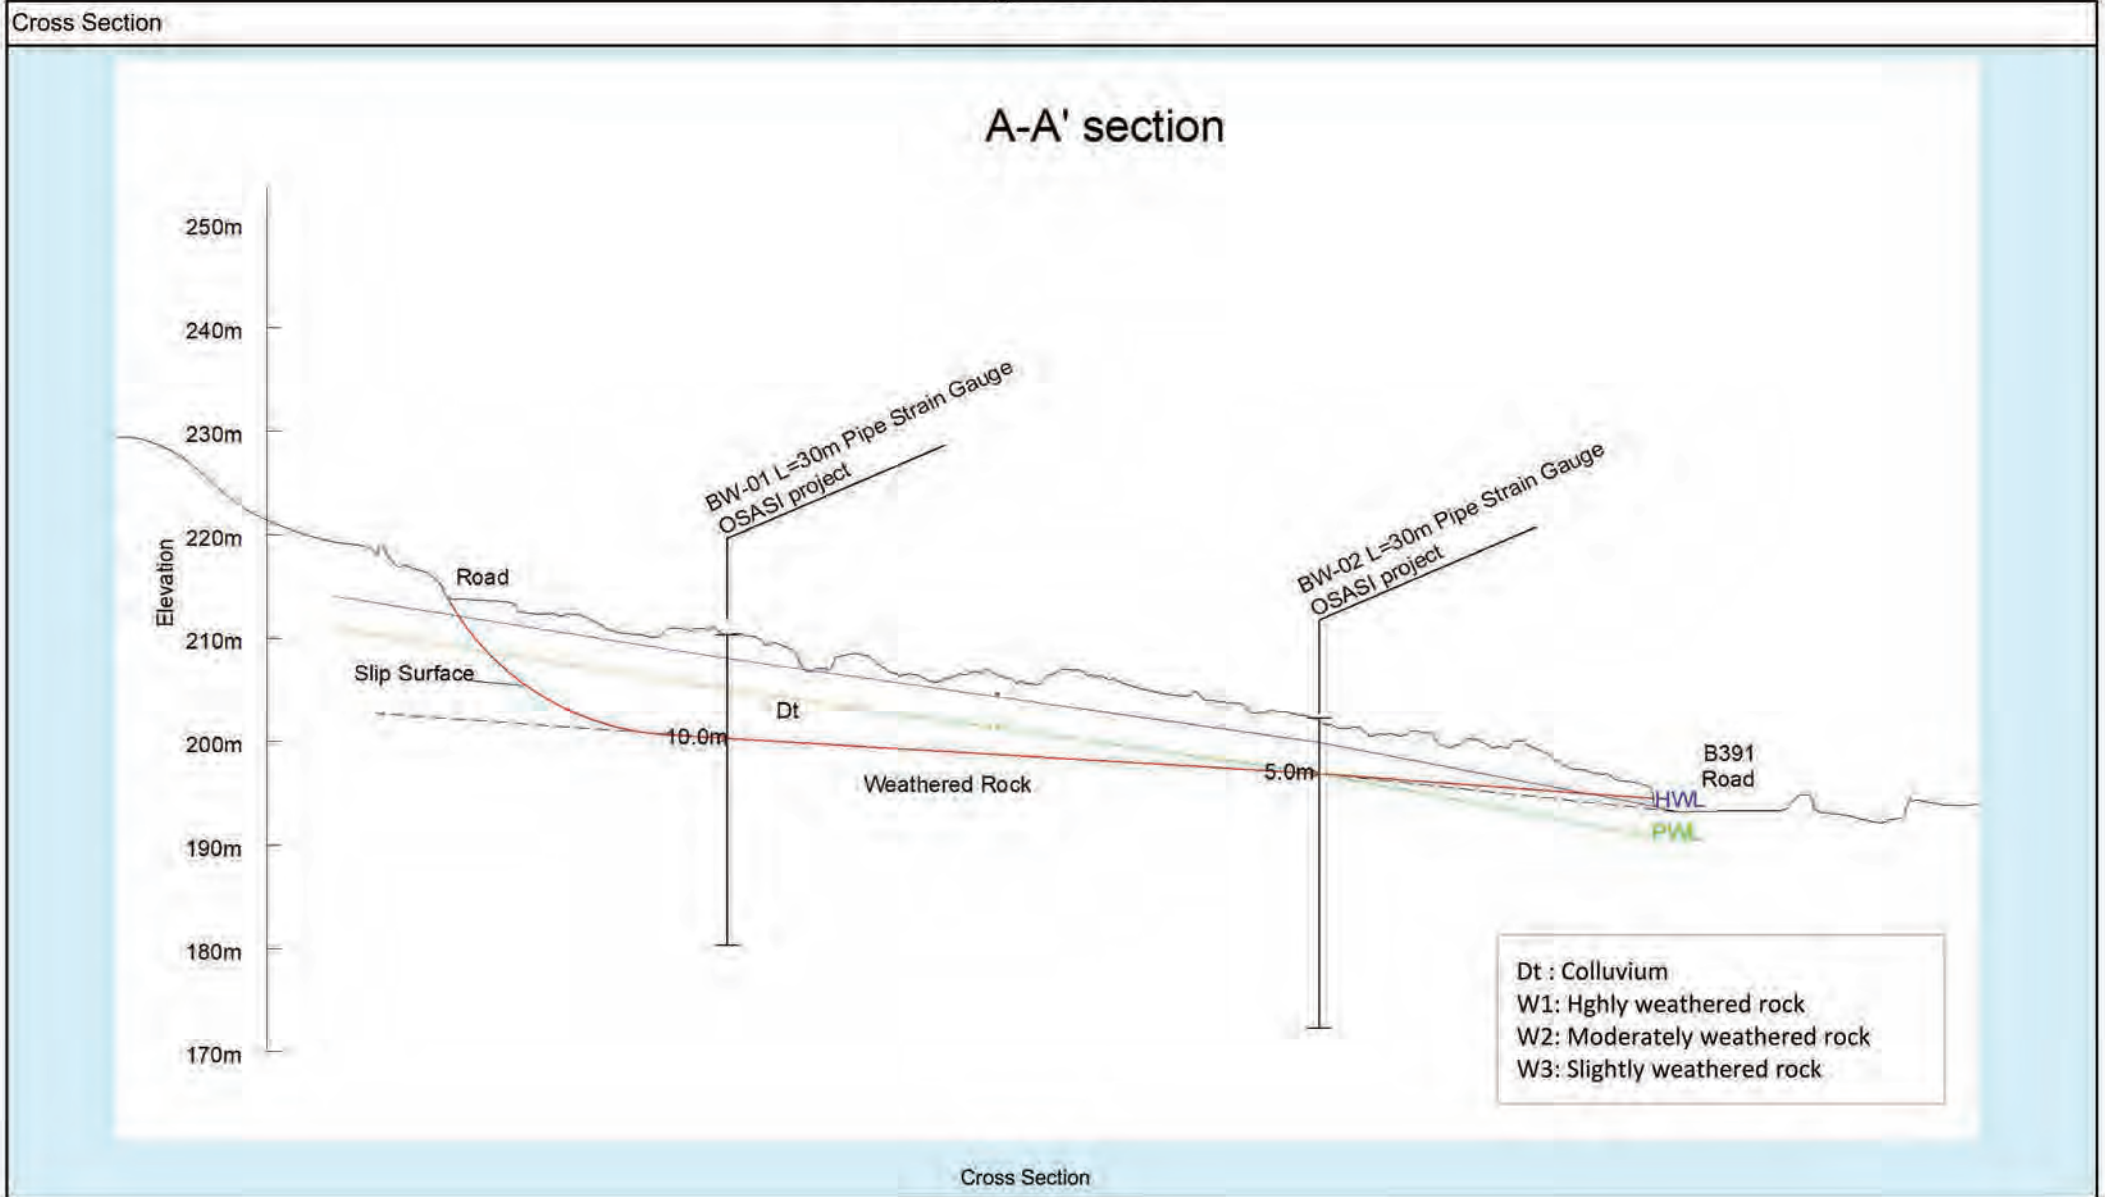 Cross Section
A-A' section
250m
240m
230m
220m
210m
200m
190m
180m
170m
Elevation
Road
Slip Surface
BW-01 L=30m Pipe Strain Gauge
OSASI project
BW-02 L=30m Pipe Strain Gauge
OSASI project
Dt
10.0m
5.0m
Weathered Rock
B391
Road
HWL
PWL
Dt : Colluvium
W1: Hghly weathered rock
W2: Moderately weathered rock
W3: Slightly weathered rock
Cross Section